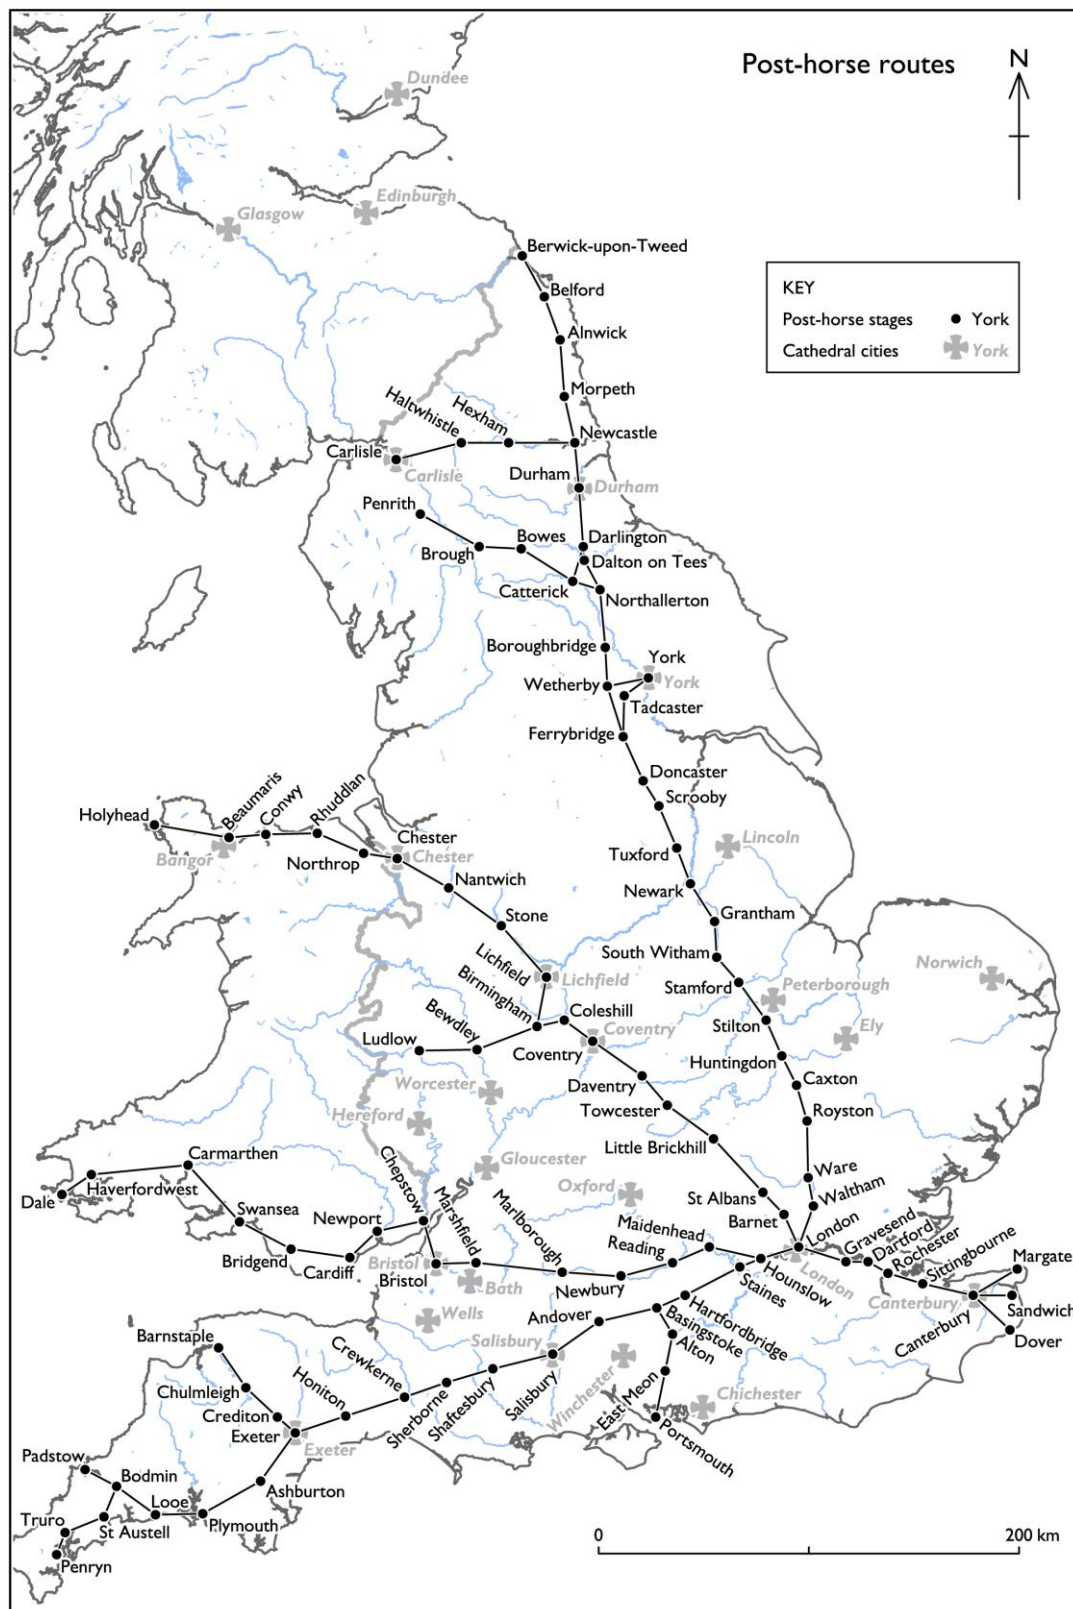 Post-horse routes
N
Dundee
Edinburgh
Glasgow
Berwick-upon-Tweed
KEY
Post-horse stages
York
Cathedral cities
York
Belford
Alnwick
Morpeth
Haltwhistle
Hexham
Newcastle
Carlisle
Carlisle
Durham
Durham
Penrith
Brough
Bowes
Darlington
Dalton on Tees
Catterick
Northallerton
Boroughbridge
York
York
Wetherby
Tadcaster
Ferrybridge
Doncaster
Scrooby
Holyhead
Beaumaris
Conwy
Rhuddlan
Bangor
Northrop
Chester
Chester
Lincoln
Tuxford
Nantwich
Newark
Stone
Grantham
South Witham
Norwich
Lichfield
Lichfield
Stamford
Peterborough
Birmingham
Coleshill
Stilton
Ely
Ludlow
Bewdley
Coventry
Coventry
Huntingdon
Worcester
Daventry
Caxton
Hereford
Towcester
Royston
Little Brickhill
Carmarthen
Chepstow
Gloucester
Ware
Dale
Haverfordwest
Oxford
St Albans
Waltham
Swansea
Newport
Marshfield
Marlborough
Maidenhead
Barnet
London
Gravesend
Dartford
Rochester
Sittingbourne
Margate
Bridgend
Cardiff
Bristol
Bristol
Bath
Reading
Newbury
Hounslow
London
Staines
Canterbury
Canterbury
Sandwich
Dover
Wells
Andover
Hartfordbridge
Basingstoke
Alton
Barnstaple
Salisbury
Salisbury
Winchester
East Meon
Chichester
Portsmouth
Chulmleigh
Crewkerne
Honiton
Sherborne
Shaftesbury
Crediton
Exeter
Exeter
Padstow
Bodmin
Ashburton
Looe
Truro
St Austell
Plymouth
Penryn
0
200 km